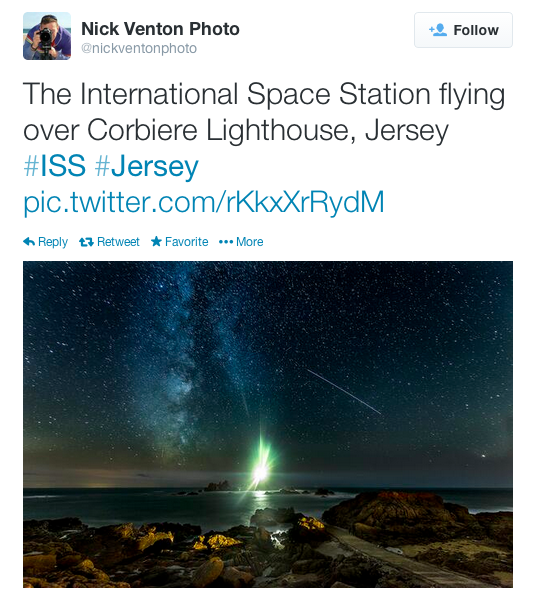 Nick Venton Photo
@nickventonphoto
Follow
The International Space Station flying
over Corbiere Lighthouse, Jersey
#ISS #Jersey
pic.twitter.com/rKkxXrRydM
Reply Retweet Favorite More